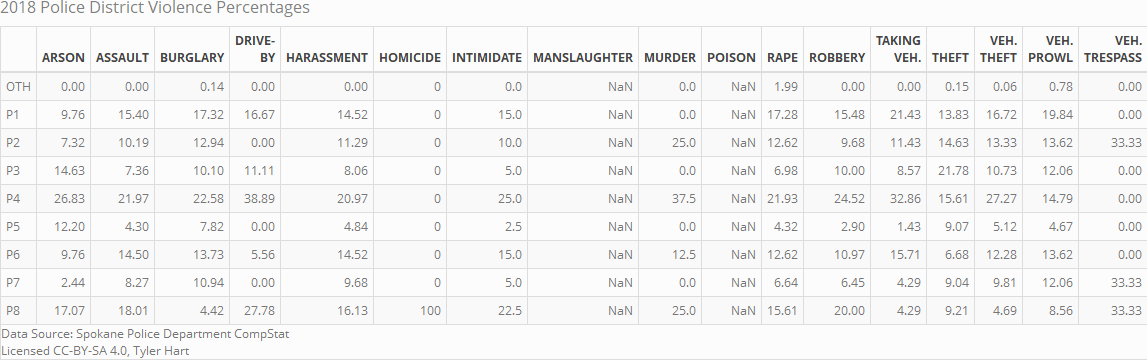 2018 Police District Violence Percentages
ARSON ASSAULT BURGLARY DRIVE-BY HARASSMENT HOMICIDE INTIMIDATE MANSLAUGHTER MURDER POISON RAPE ROBBERY TAKING VEH. THEFT VEH. THEFT VEH. PROWL VEH. TRESPASS
OTH 0.00 0.00 0.14 0.00 0.00 0 0.0 NaN 0.0 NaN 1.99 0.00 0.00 0.15 0.06 0.78 0.00
P1 9.76 15.40 17.32 16.67 14.52 0 15.0 NaN 0.0 NaN 17.28 15.48 21.43 13.83 16.72 19.84 0.00
P2 7.32 10.19 12.94 0.00 11.29 0 10.0 NaN 25.0 NaN 12.62 9.68 11.43 14.63 13.33 13.62 33.33
P3 14.63 7.36 10.10 11.11 8.06 0 5.0 NaN 0.0 NaN 6.98 10.00 8.57 21.78 10.73 12.06 0.00
P4 26.83 21.97 22.58 38.89 20.97 0 25.0 NaN 37.5 NaN 21.93 24.52 32.86 15.61 27.27 14.79 0.00
P5 12.20 4.30 7.82 0.00 4.84 0 2.5 NaN 0.0 NaN 4.32 2.90 1.43 9.07 5.12 4.67 0.00
P6 9.76 14.50 13.73 5.56 14.52 0 15.0 NaN 12.5 NaN 12.62 10.97 15.71 6.68 12.28 13.62 0.00
P7 2.44 8.27 10.94 0.00 9.68 0 5.0 NaN 0.0 NaN 6.64 6.45 4.29 9.04 9.81 12.06 33.33
P8 17.07 18.01 4.42 27.78 16.13 100 22.5 NaN 25.0 NaN 15.61 20.00 4.29 9.21 4.69 8.56 33.33
Data Source: Spokane Police Department CompStat
Licensed CC-BY-SA 4.0, Tyler Hart